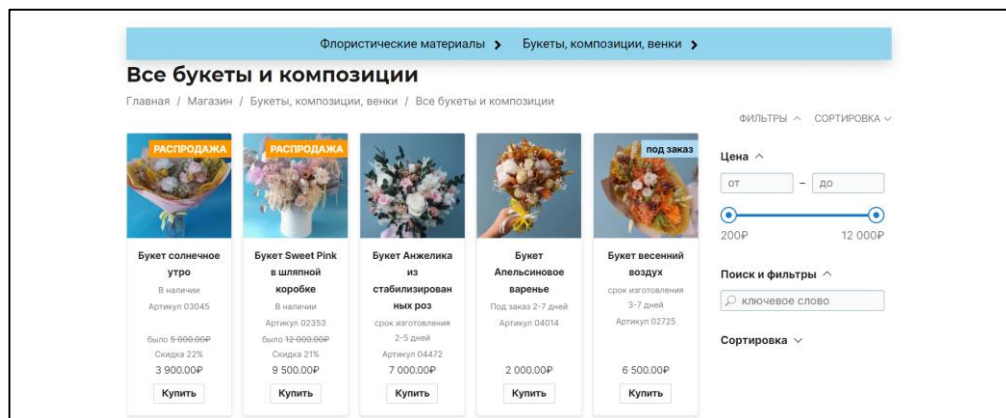 Флористические материалы Букеты, композиции, венки
Все букеты и композиции
Главная / Магазин / Букеты, композиции, венки / Все букеты и композиции
ФИЛЬТРЫ СОРТИРОВКА
РАСПРОДАЖА
Букет солнечное
утро
В наличии
Артикул 03045
было 5 000.00₽
Скидка 22%
3 900.00₽
Купить
РАСПРОДАЖА
Букет Sweet Pink
в шляпной
коробке
В наличии
Артикул 02353
было 12 000.00₽
Скидка 21%
9 500.00₽
Купить
Букет Анжелика
из
стабилизирован
ных роз
срок изготовления
2-5 дней
Артикул 04472
7 000.00₽
Купить
Букет
Апельсиновое
варенье
Под заказ 2-7 дней
Артикул 04014
2 000.00₽
Купить
под заказ
Букет весенний
воздух
срок изготовления
3-7 дней
Артикул 02725
6 500.00₽
Купить
Цена
от – до
200₽ 12 000₽
Поиск и фильтры
ключевое слово
Сортировка